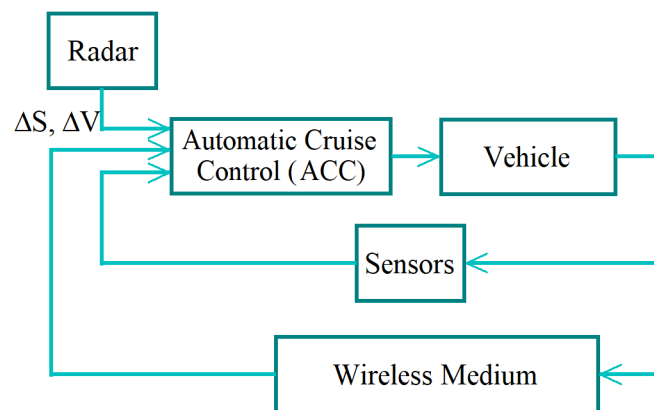 Radar
ΔS, ΔV
Automatic Cruise
Control (ACC)
Vehicle
Sensors
Wireless Medium